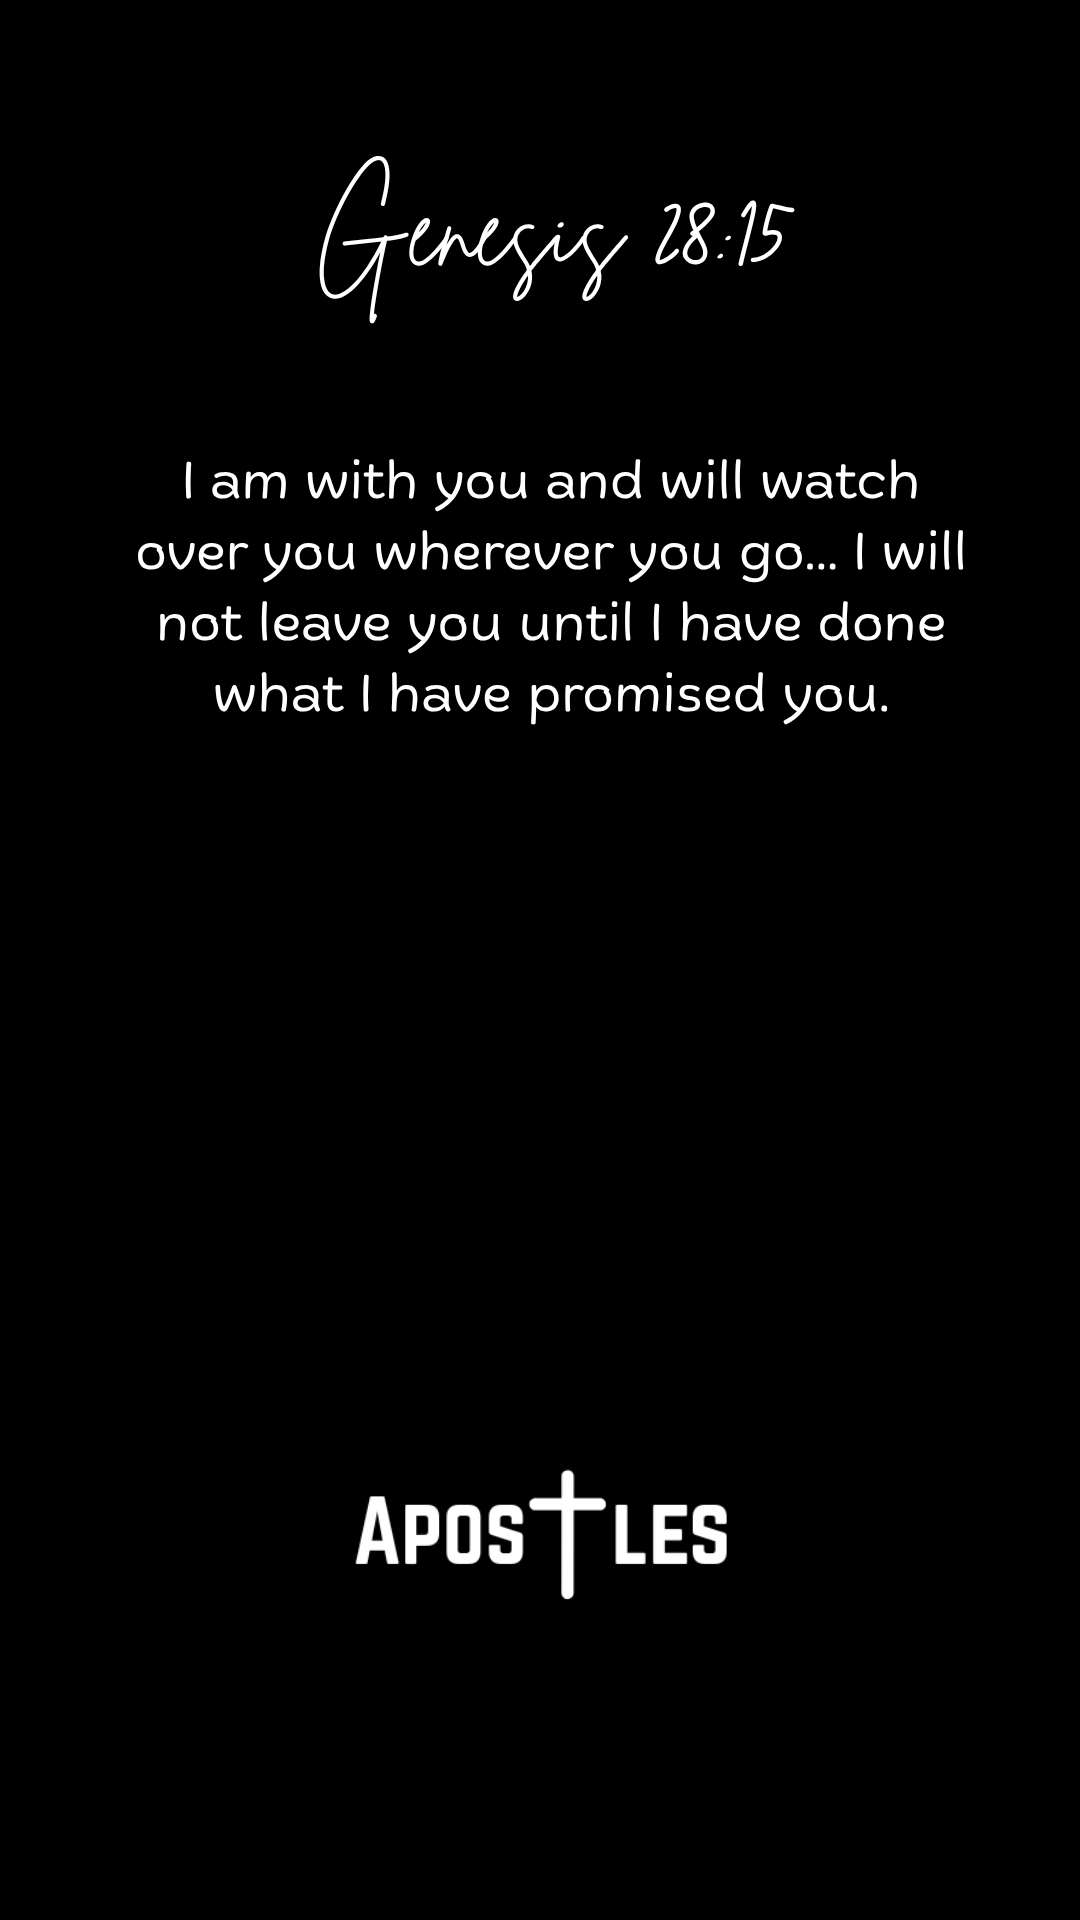 Genesis 28:15
I am with you and will watch
over you wherever you go... I will
not leave you until I have done
what I have promised you.
APOSTLES